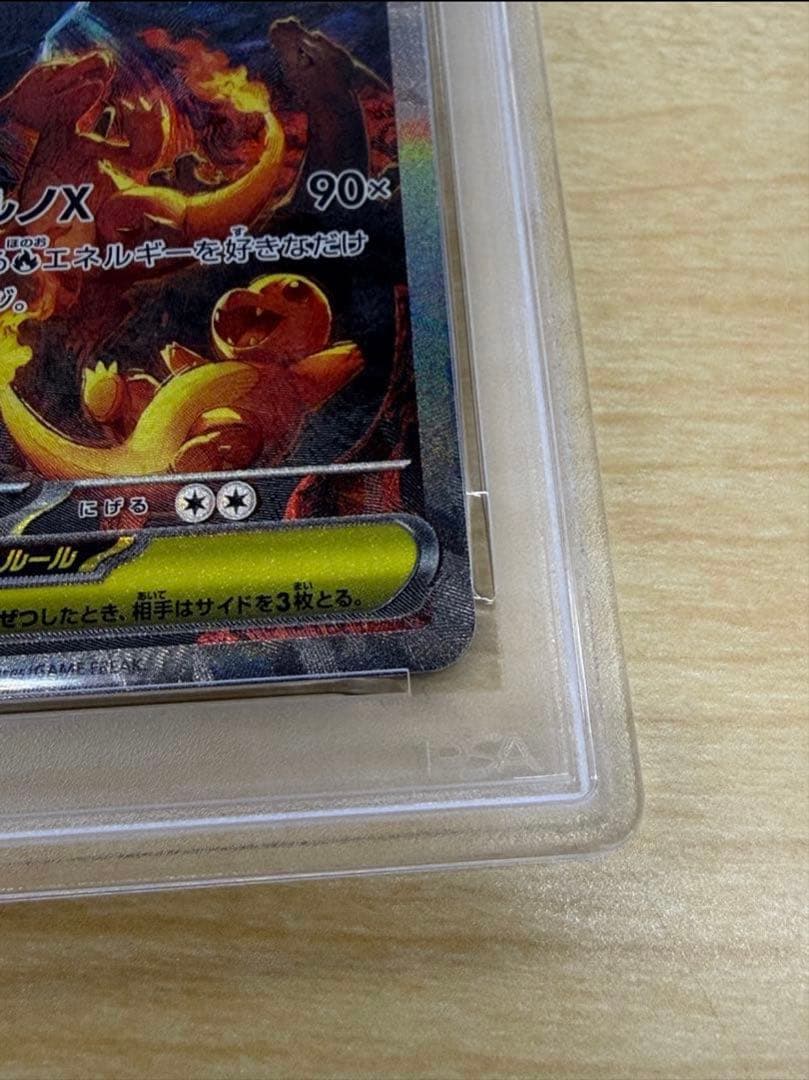 ルノX 90×
る エネルギーを好きなだけ
ほのお す
ジ。
にげる
ルール
ぜつしたとき、相手はサイドを3枚とる。
あいて まい
GAME FREAK
PSA